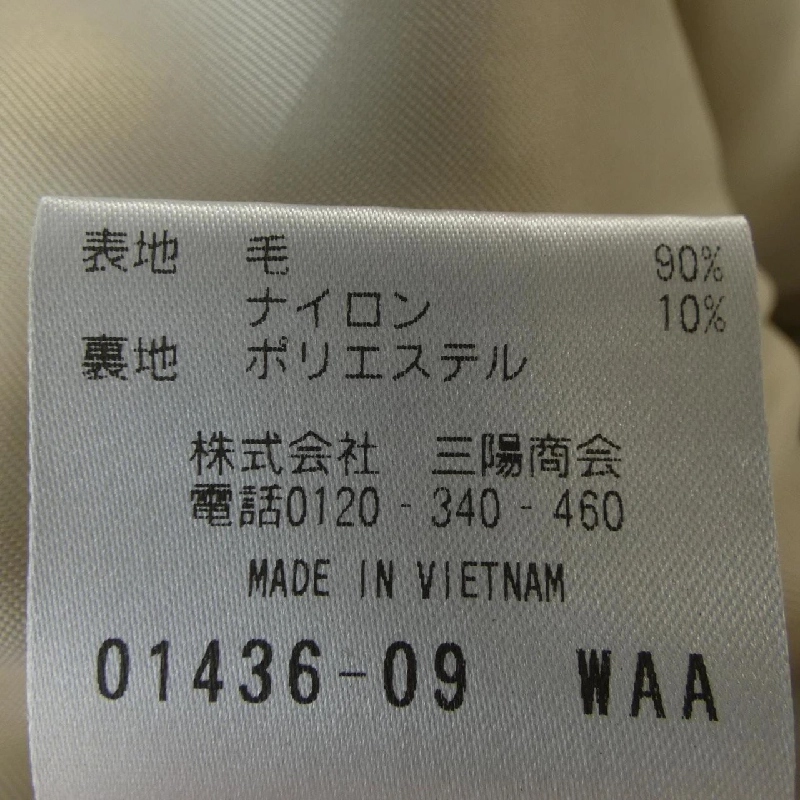 表地 毛 90%
ナイロン 10%
裏地 ポリエステル
株式会社 三陽商会
電話0120-340-460
MADE IN VIETNAM
01436-09 WAA